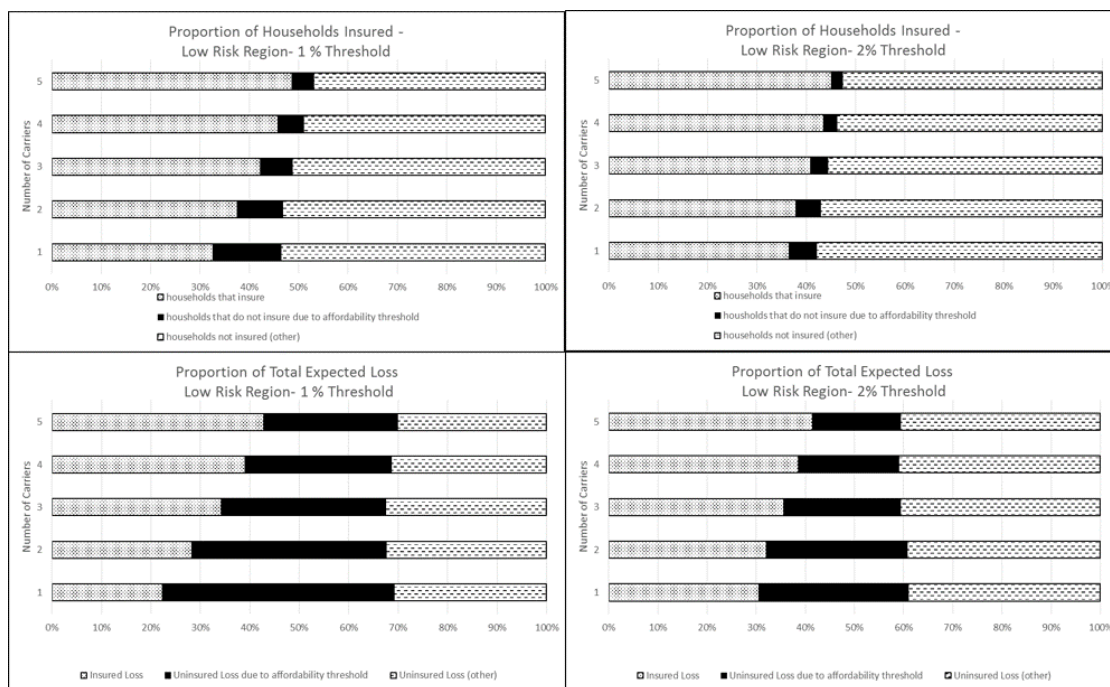 Proportion of Households Insured -
Low Risk Region- 1 % Threshold
Number of Carriers
5
4
3
2
1
0% 10% 20% 30% 40% 50% 60% 70% 80% 90% 100%
households that insure
housholds that do not insure due to affordability threshold
households not insured (other)
Proportion of Households Insured -
Low Risk Region- 2% Threshold
Number of Carriers
5
4
3
2
1
0% 10% 20% 30% 40% 50% 60% 70% 80% 90% 100%
households that insure
housholds that do not insure due to affordability threshold
households not insured (other)
Proportion of Total Expected Loss
Low Risk Region- 1 % Threshold
Number of Carriers
5
4
3
2
1
0% 10% 20% 30% 40% 50% 60% 70% 80% 90% 100%
Insured Loss Uninsured Loss due to affordability threshold Uninsured Loss (other)
Proportion of Total Expected Loss
Low Risk Region- 2% Threshold
Number of Carriers
5
4
3
2
1
0% 10% 20% 30% 40% 50% 60% 70% 80% 90% 100%
Insured Loss Uninsured Loss due to affordability threshold Uninsured Loss (other)